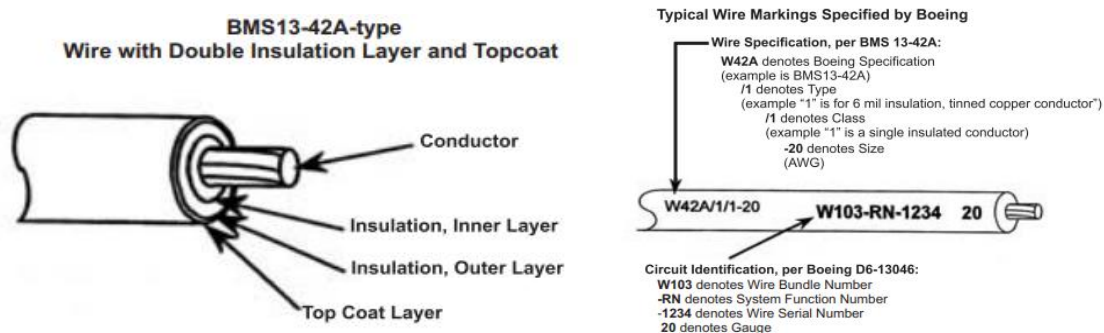 BMS13-42A-type
Wire with Double Insulation Layer and Topcoat
Conductor
Insulation, Inner Layer
Insulation, Outer Layer
Top Coat Layer
Typical Wire Markings Specified by Boeing
Wire Specification, per BMS 13-42A:
W42A denotes Boeing Specification
(example is BMS13-42A)
/1 denotes Type
(example “1” is for 6 mil insulation, tinned copper conductor”)
/1 denotes Class
(example “1” is a single insulated conductor)
-20 denotes Size
(AWG)
W42A/1/1-20
W103-RN-1234 20
Circuit Identification, per Boeing D6-13046:
W103 denotes Wire Bundle Number
-RN denotes System Function Number
-1234 denotes Wire Serial Number
20 denotes Gauge